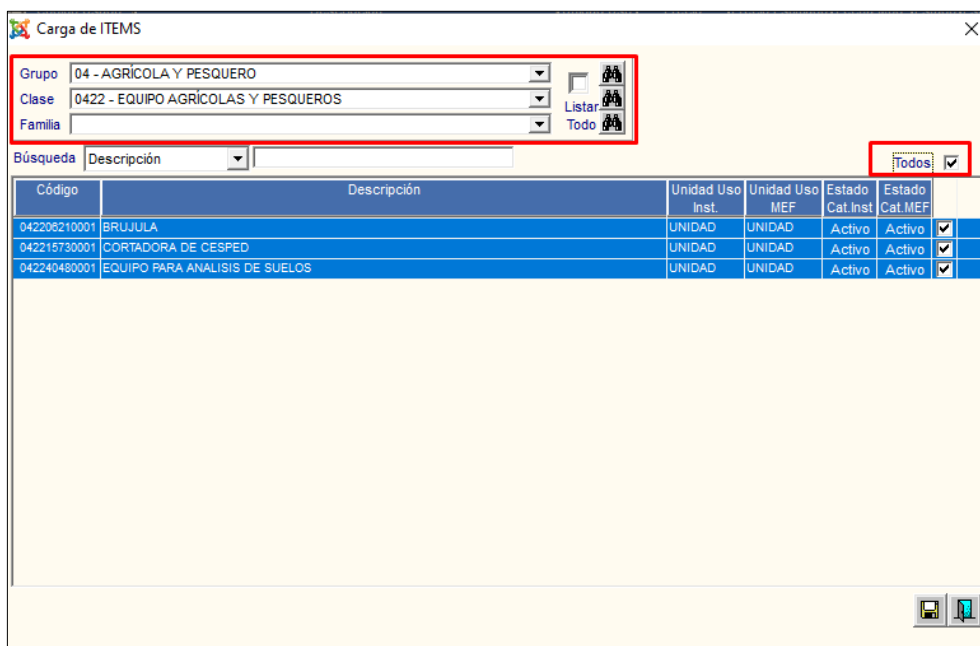 Carga de ITEMS
Grupo 04 - AGRÍCOLA Y PESQUERO
Clase 0422 - EQUIPO AGRÍCOLAS Y PESQUEROS
Listar
Familia
Todo
Búsqueda Descripción
Todos
Código Descripción Unidad Uso Inst. Unidad Uso MEF Estado Cat.Inst Estado Cat.MEF
042206210001 BRUJULA UNIDAD UNIDAD Activo Activo
042215730001 CORTADORA DE CESPED UNIDAD UNIDAD Activo Activo
042240480001 EQUIPO PARA ANALISIS DE SUELOS UNIDAD UNIDAD Activo Activo